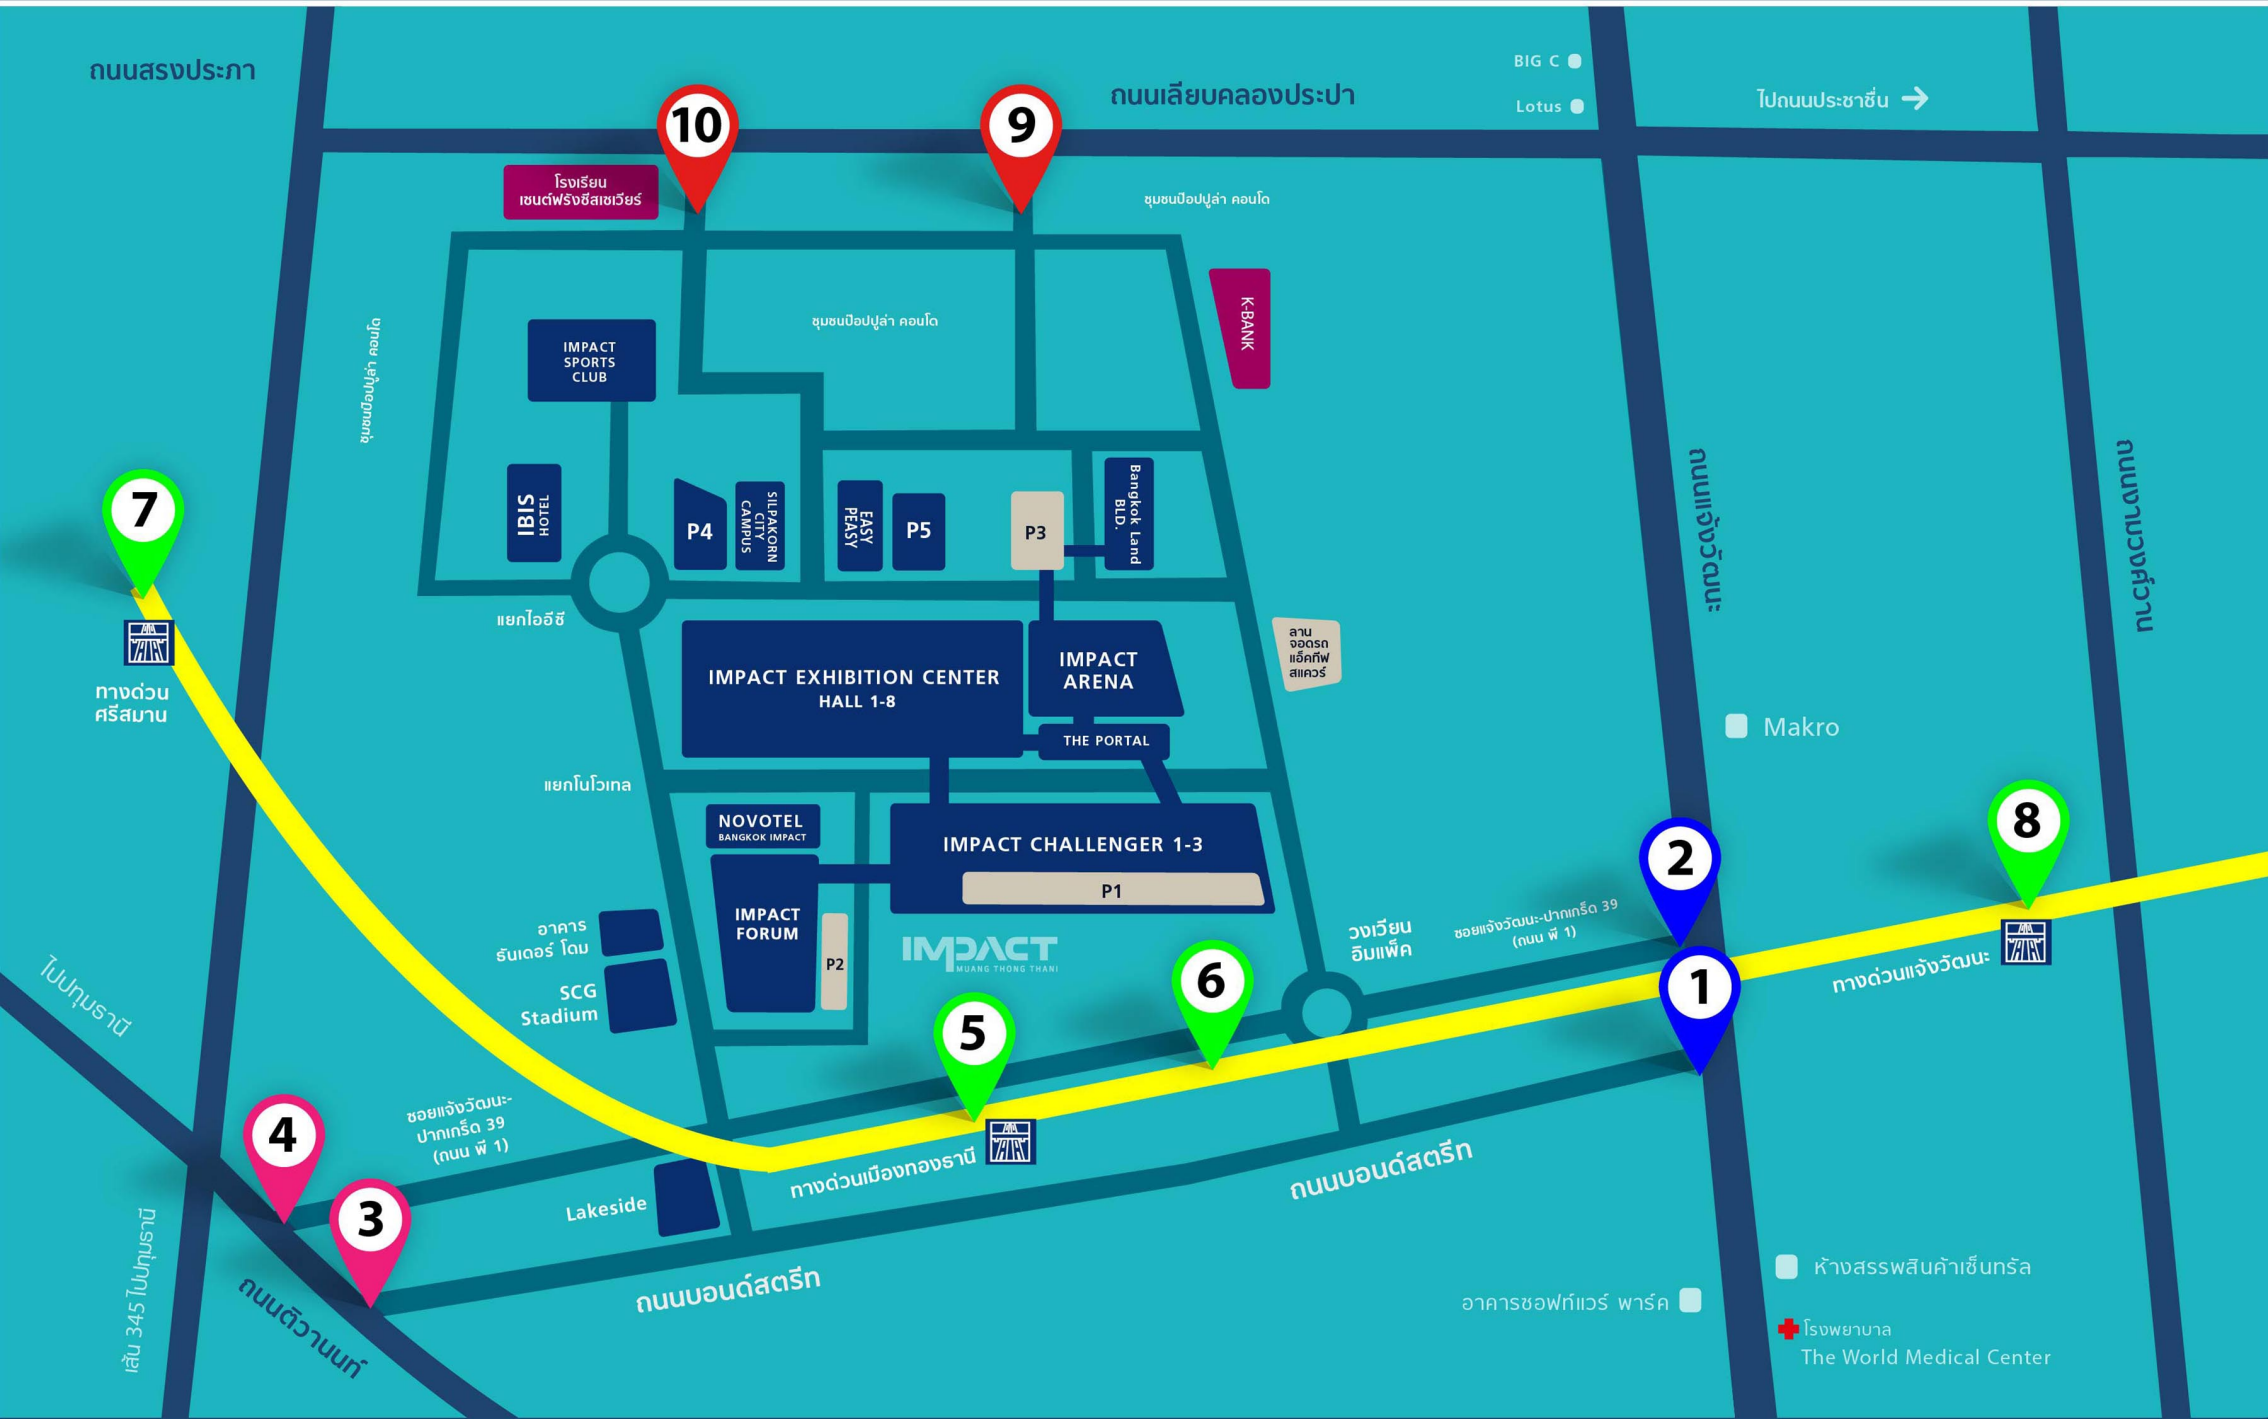 ถนนสรงประภา
BIG C
Lotus
ถนนเลียบคลองประปา
ไปถนนประชาชื่น
10
9
โรงเรียน
เซนต์ฟรังซีสเซเวียร์
ชุมชนป๊อปปูล่า คอนโด
K-BANK
ชุมชนป๊อปปูล่า คอนโด
ชุมชนป๊อปปูล่า คอนโด
IMPACT
SPORTS
CLUB
IBIS
HOTEL
P4
SILPAKORN
CITY
CAMPUS
EASY
PEASY
P5
P3
Bangkok Land
BLD.
ถนนแจ้งวัฒนะ
ถนนงามวงศ์วาน
7
ทางด่วน
ศรีสมาน
แยกไออีซี
IMPACT EXHIBITION CENTER
HALL 1-8
IMPACT
ARENA
THE PORTAL
ลาน
จอดรถ
แอ็คทีฟ
สแควร์
Makro
แยกโนโวเทล
NOVOTEL
BANGKOK IMPACT
IMPACT CHALLENGER 1-3
P1
IMPACT
FORUM
P2
IMPACT
MUANG THONG THANI
อาคาร
ธันเดอร์ โดม
SCG
Stadium
วงเวียน
อิมแพ็ค
ซอยแจ้งวัฒนะ-ปากเกร็ด 39
(ถนน พี 1)
2
8
1
6
5
ทางด่วนแจ้งวัฒนะ
ไปปทุมธานี
4
3
ซอยแจ้งวัฒนะ-
ปากเกร็ด 39
(ถนน พี 1)
Lakeside
ทางด่วนเมืองทองธานี
ถนนบอนด์สตรีท
ถนนบอนด์สตรีท
เส้น 345 ไปปทุมธานี
ถนนติวานนท์
ห้างสรรพสินค้าเซ็นทรัล
อาคารซอฟท์แวร์ พาร์ค
โรงพยาบาล
The World Medical Center